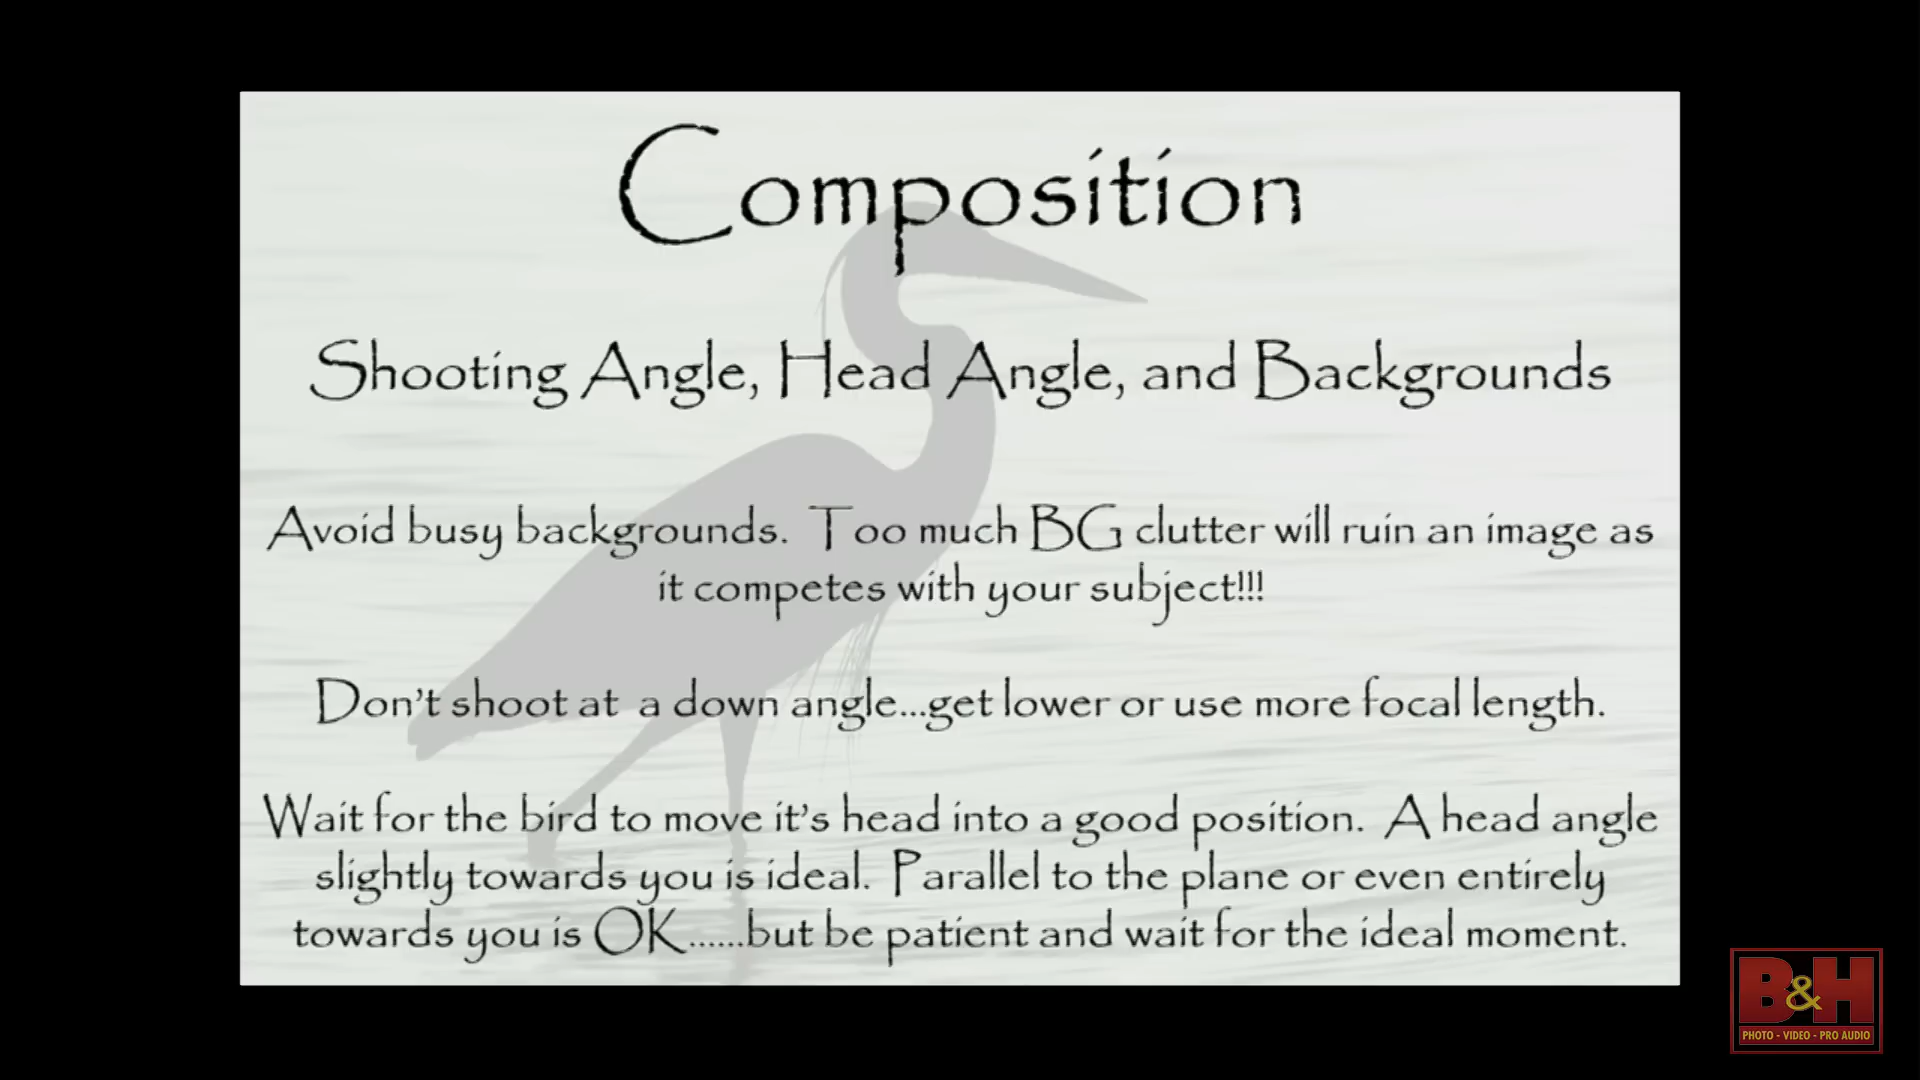 Composition
Shooting Angle, Head Angle, and Backgrounds
Avoid busy backgrounds. Too much BG clutter will ruin an image as
it competes with your subject!!!
Don't shoot at a down angle...get lower or use more focal length.
Wait for the bird to move it's head into a good position. A head angle
slightly towards you is ideal. Parallel to the plane or even entirely
towards you is OK......but be patient and wait for the ideal moment.
B&H
PHOTO - VIDEO - PRO AUDIO